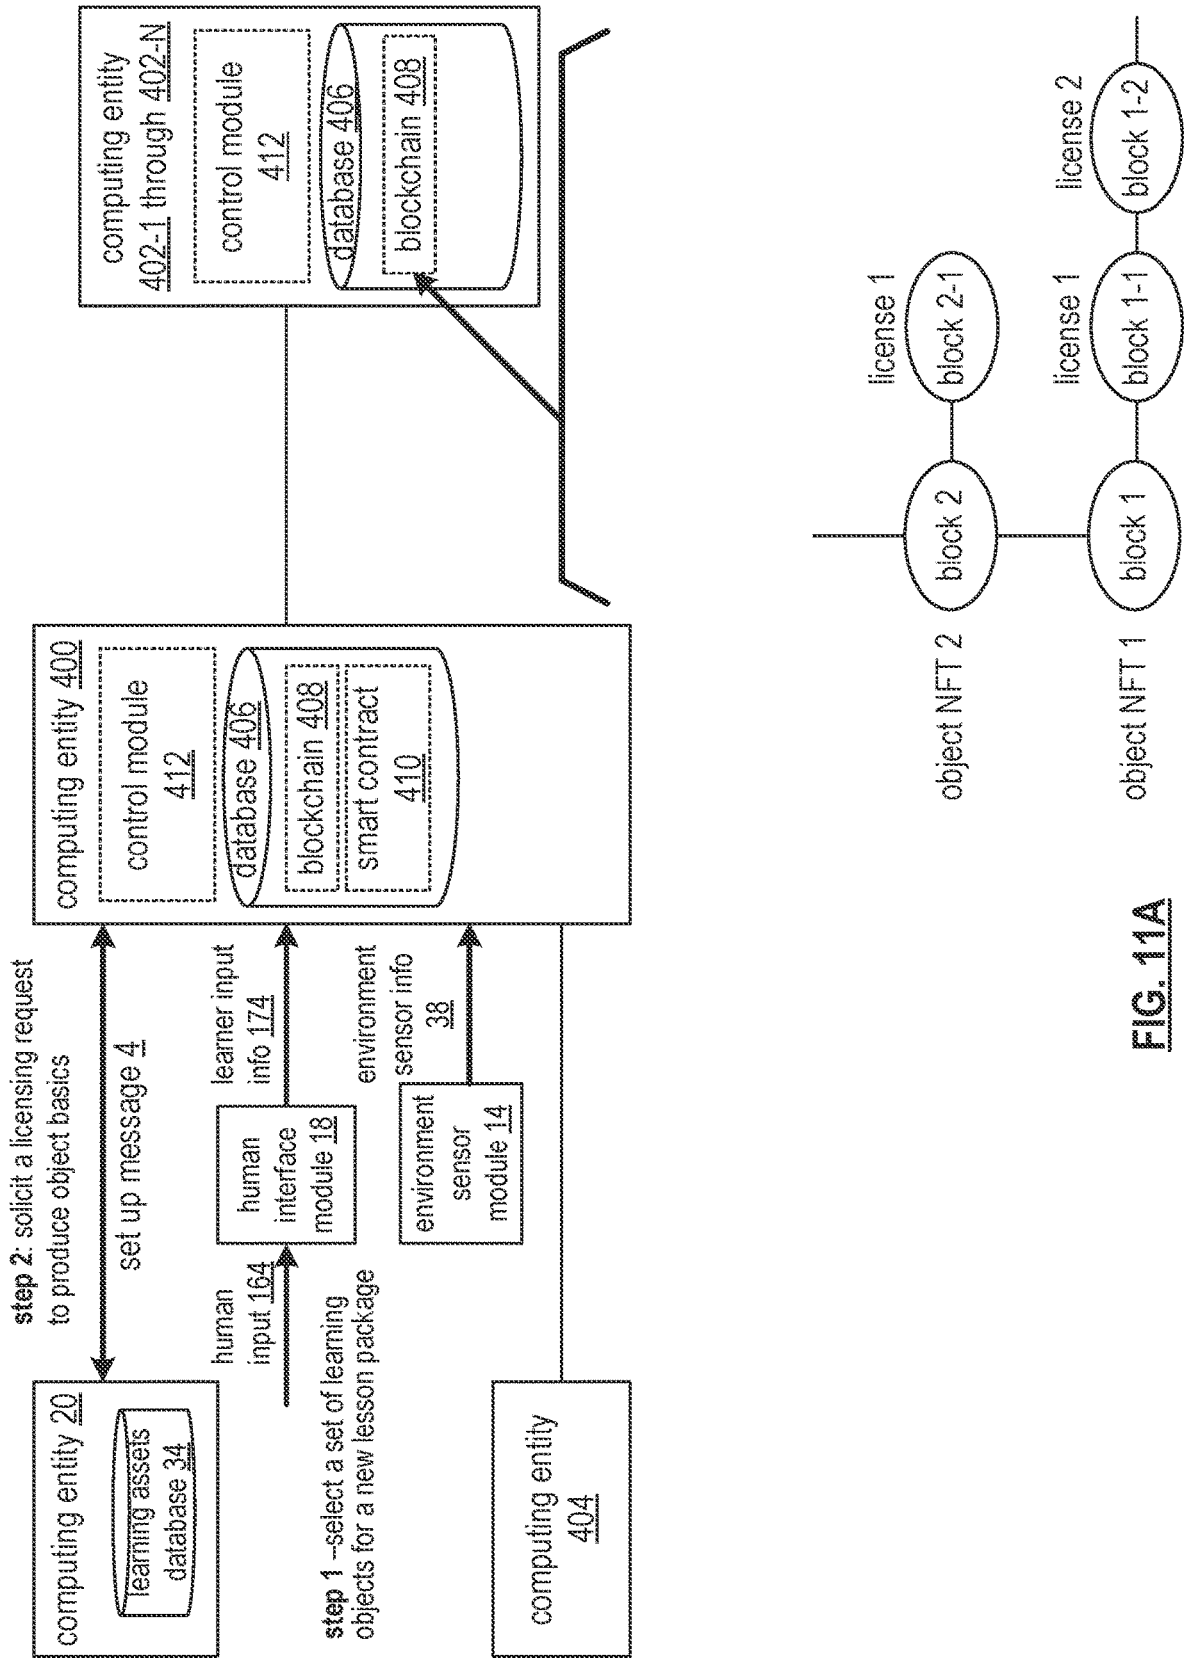 step 2: solicit a licensing request
to produce object basics
set up message 4
computing entity 20
learning assets
database 34
human
input 164
step 1 –select a set of learning
objects for a new lesson package
human
interface
module 18
learner input
info 174
environment
sensor
module 14
environment
sensor info
38
computing entity
404
computing entity 400
control module
412
database 406
blockchain 408
smart contract
410
computing entity
402-1 through 402-N
control module
412
database 406
blockchain 408
object NFT 2
block 2
license 1
block 2-1
object NFT 1
block 1
license 1
block 1-1
license 2
block 1-2
FIG. 11A